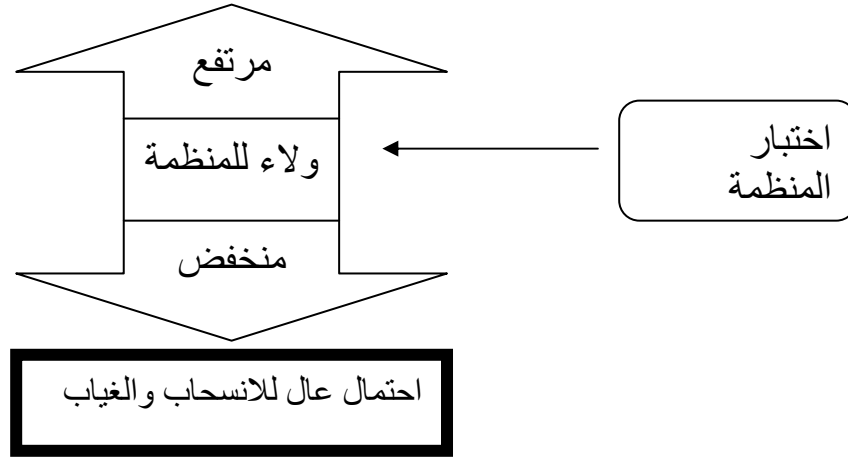 مرتفع
ولاء للمنظمة
منخفض
اختبار
المنظمة
احتمال عال للانسحاب والغياب